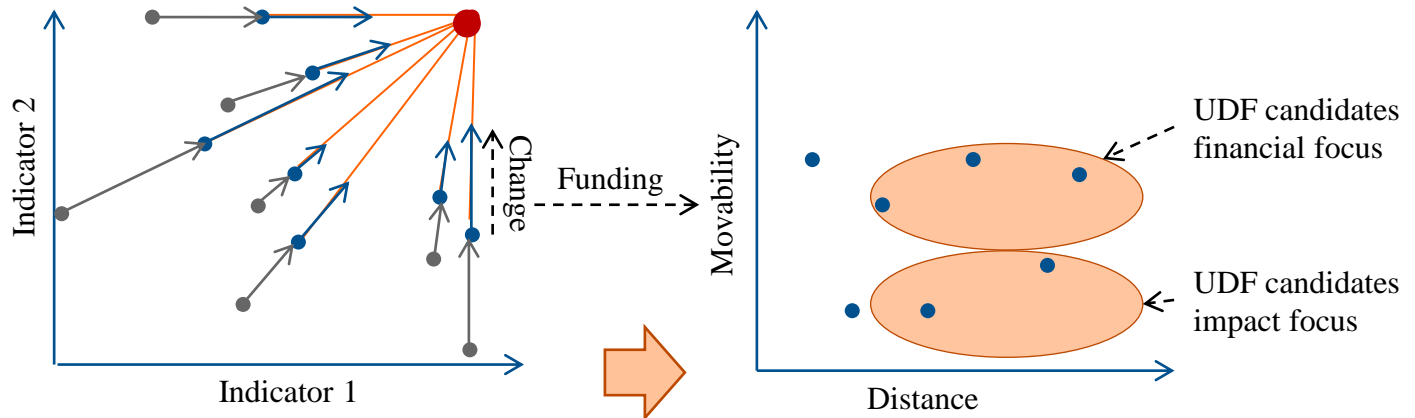 Indicator 2
Indicator 1
Change
Funding
Movability
Distance
UDF candidates
financial focus
UDF candidates
impact focus